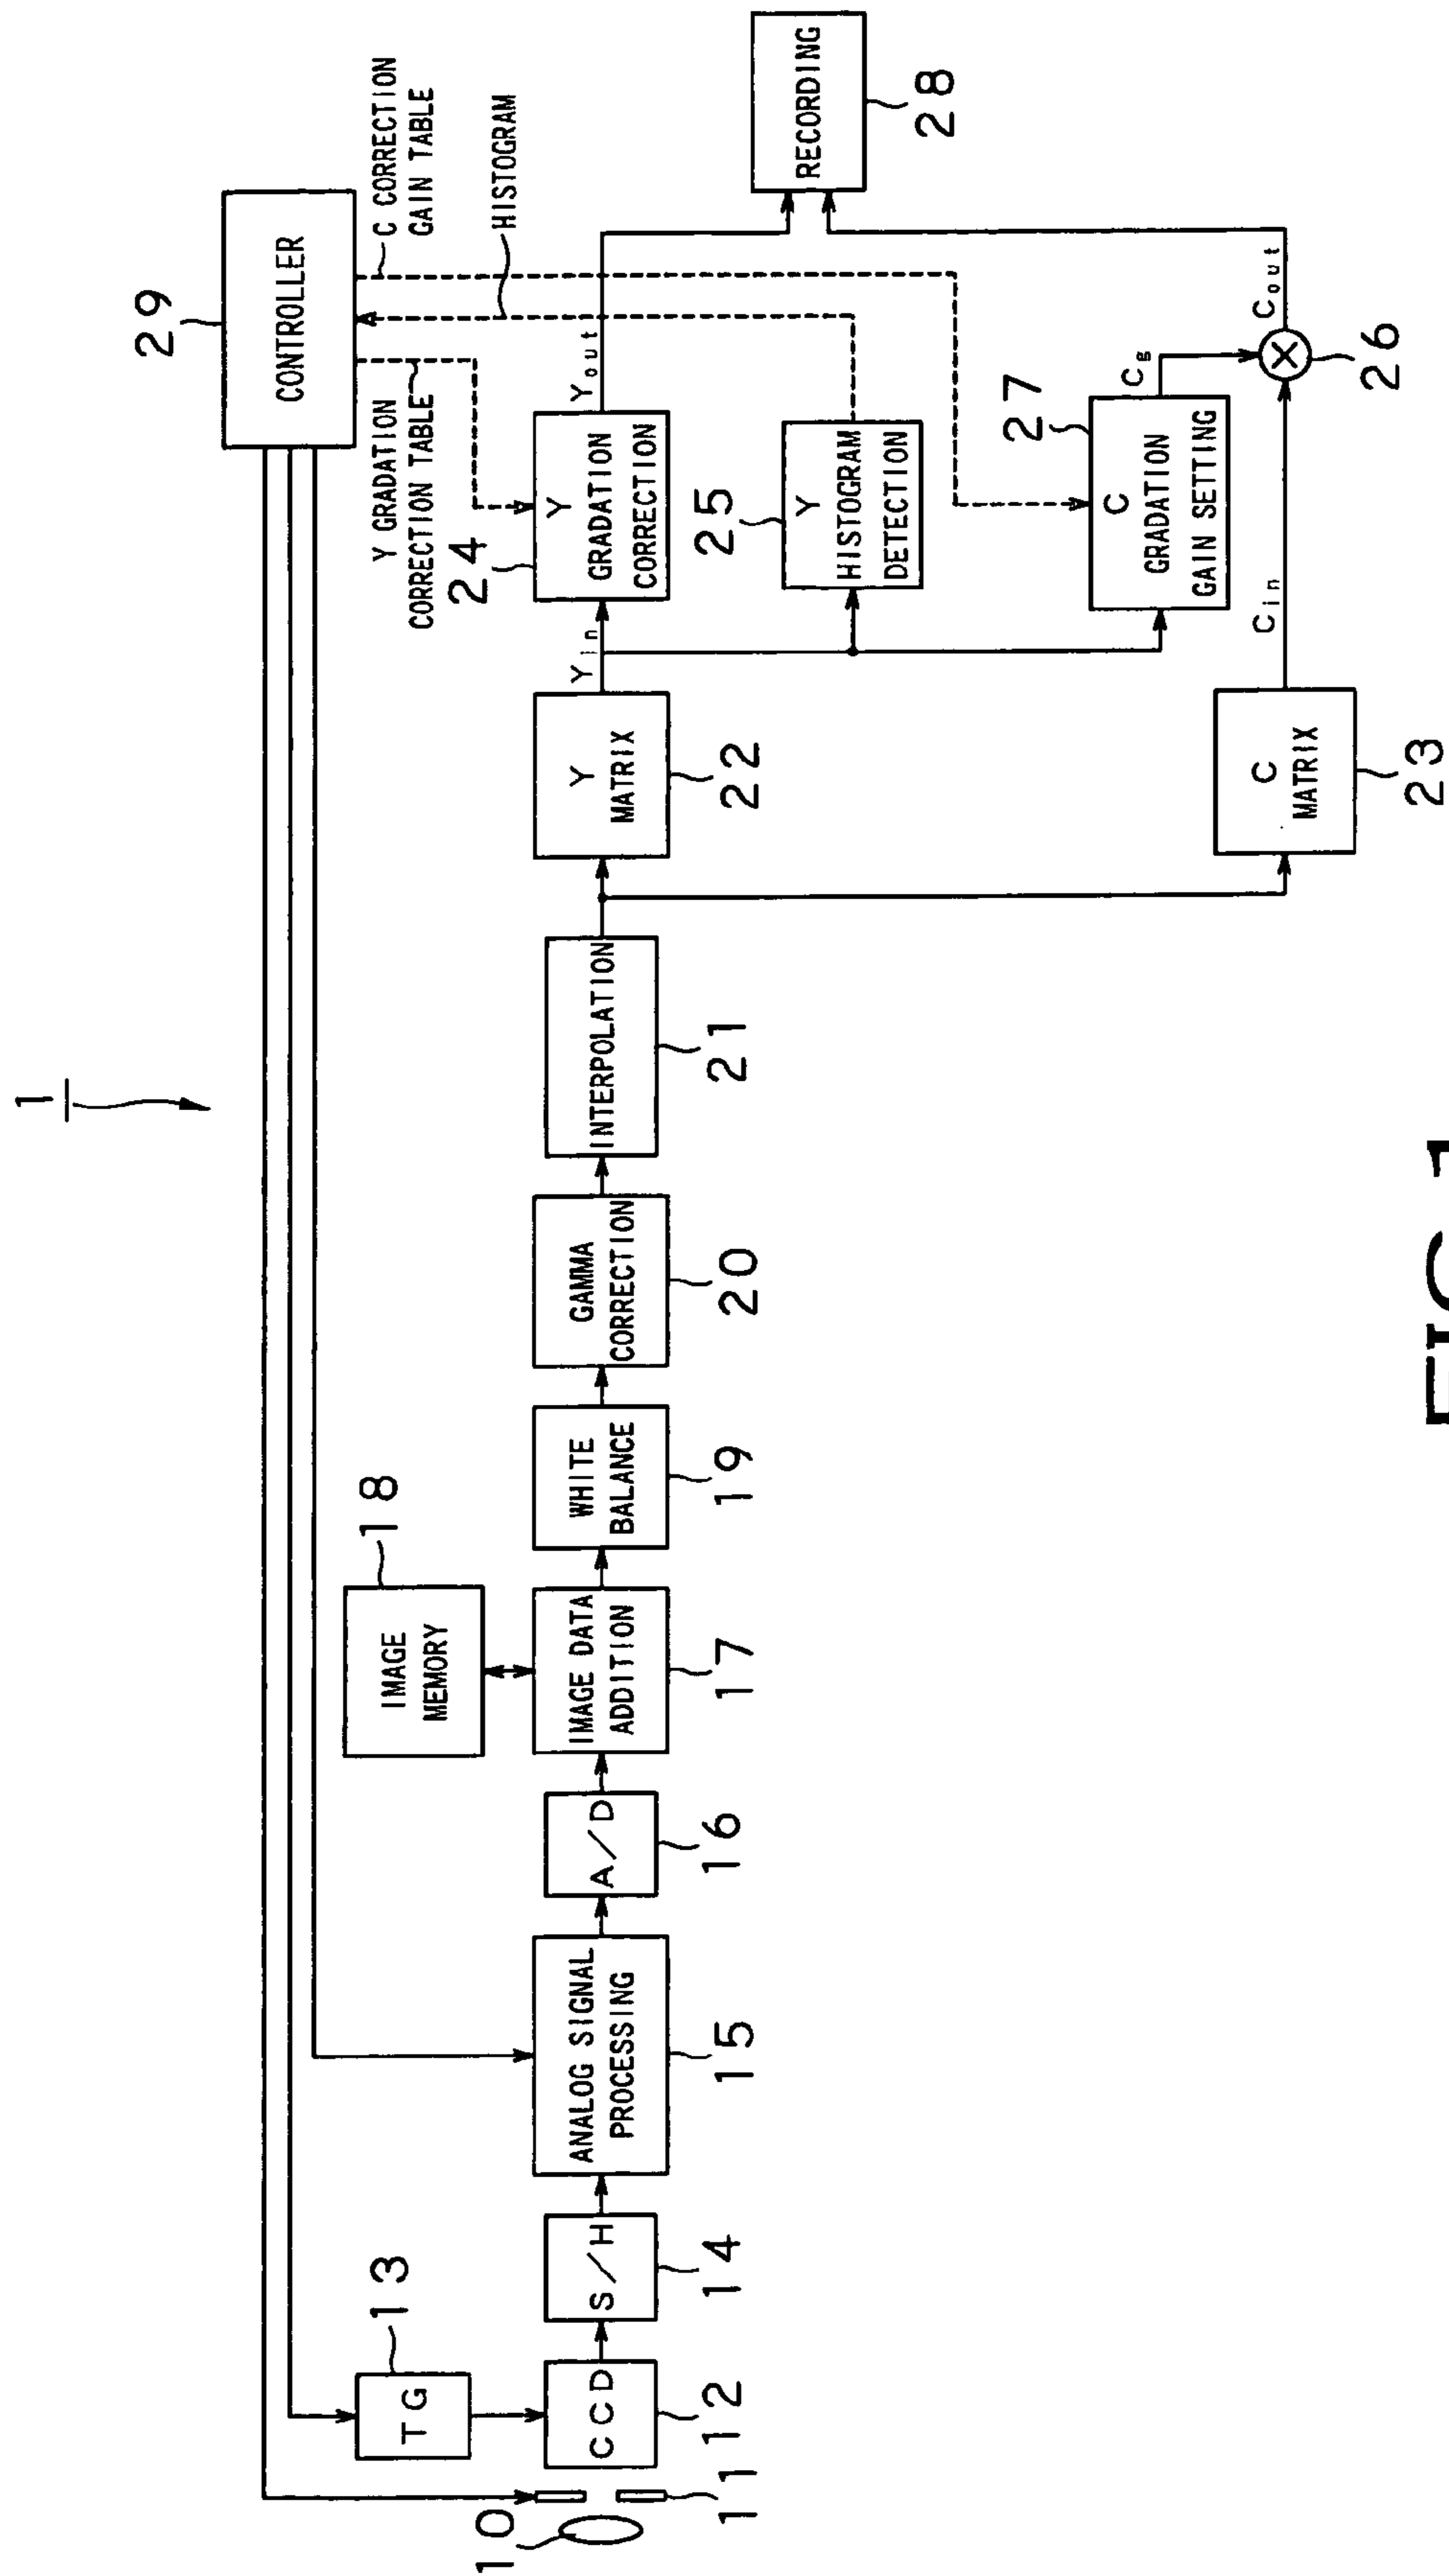 1
29
CONTROLLER
C CORRECTION
GAIN TABLE
HISTOGRAM
Y GRADATION
CORRECTION TABLE
10
11
TG
13
CCD
12
S/H
14
ANALOG SIGNAL
PROCESSING
15
A/D
16
IMAGE
MEMORY
18
IMAGE DATA
ADDITION
17
WHITE
BALANCE
19
GAMMA
CORRECTION
20
INTERPOLATION
21
Y
MATRIX
22
Yin
24
Y
GRADATION
CORRECTION
Yout
25
Y
HISTOGRAM
DETECTION
27
C
GRADATION
GAIN SETTING
Cg
C
MATRIX
23
Cin
26
Cout
RECORDING
28